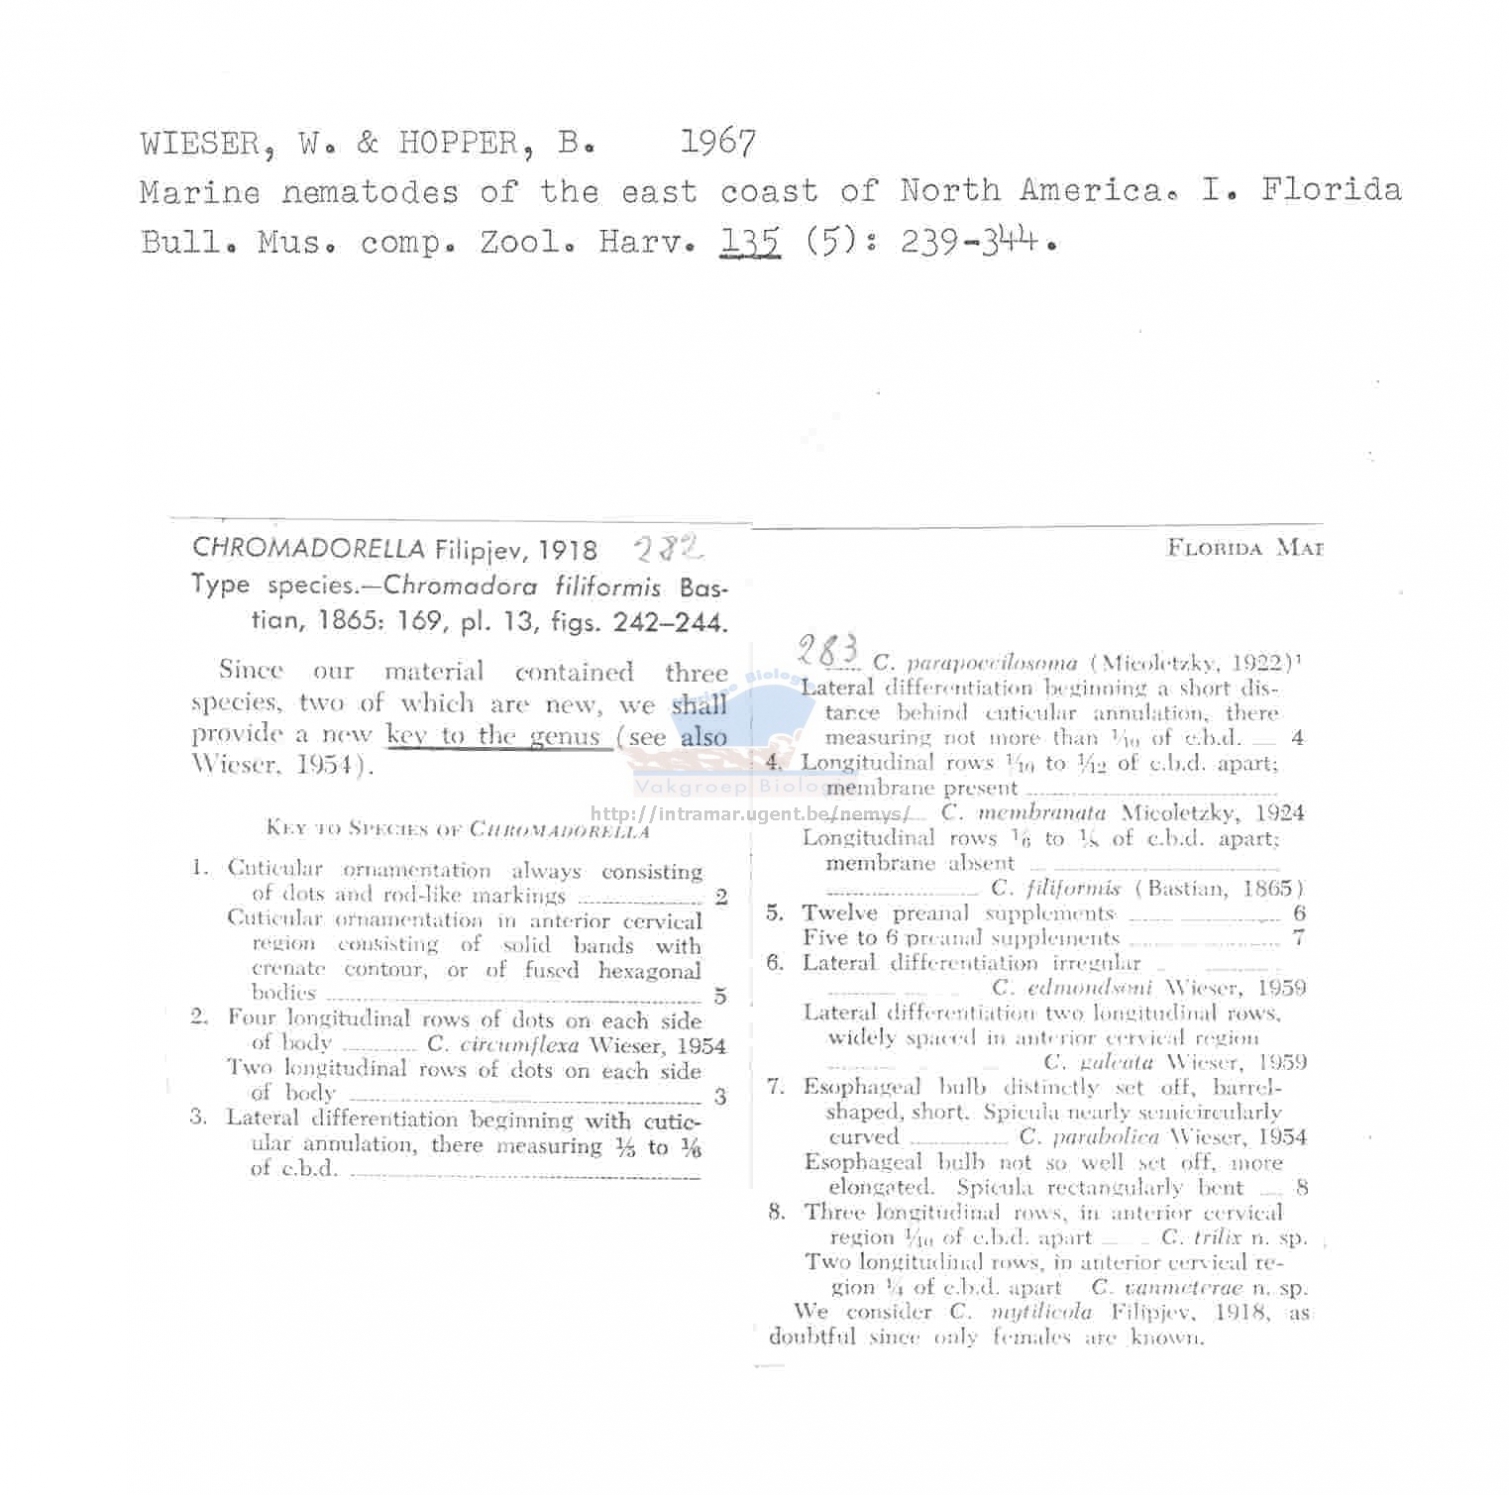 WIESER, W. & HOPPER, B. 1967
Marine nematodes of the east coast of North America. I. Florida
Bull. Mus. comp. Zool. Harv. 135 (5): 239-344.
CHROMADORELLA Filipjev, 1918 282
Type species.—Chromadora filiformis Bas-
tian, 1865: 169, pl. 13, figs. 242–244.
Since our material contained three
species, two of which are new, we shall
provide a new key to the genus (see also
Wieser, 1954).
KEY TO SPECIES OF CHROMADORELLA
1. Cuticular ornamentation always consisting
of dots and rod-like markings 2
Cuticular ornamentation in anterior cervical
region consisting of solid bands with
crenate contour, or of fused hexagonal
bodies 5
2. Four longitudinal rows of dots on each side
of body C. circumflexa Wieser, 1954
Two longitudinal rows of dots on each side
of body 3
3. Lateral differentiation beginning with cutic-
ular annulation, there measuring ⅕ to ⅙
of c.b.d.
FLORIDA MAR
283 C. parapoecilosoma (Micoletzky, 1922)¹
Lateral differentiation beginning a short dis-
tance behind cuticular annulation, there
measuring not more than 1/10 of c.b.d. 4
4. Longitudinal rows 1/10 to 1/12 of c.b.d. apart;
membrane present
C. membranata Micoletzky, 1924
Longitudinal rows ⅙ to ⅛ of c.b.d. apart;
membrane absent
C. filiformis (Bastian, 1865)
5. Twelve preanal supplements 6
Five to 6 preanal supplements 7
6. Lateral differentiation irregular
C. edmondsoni Wieser, 1959
Lateral differentiation two longitudinal rows,
widely spaced in anterior cervical region
C. galeata Wieser, 1959
7. Esophageal bulb distinctly set off, barrel-
shaped, short. Spicula nearly semicircularly
curved C. parabolica Wieser, 1954
Esophageal bulb not so well set off, more
elongated. Spicula rectangularly bent 8
8. Three longitudinal rows, in anterior cervical
region 1/10 of c.b.d. apart C. trilix n. sp.
Two longitudinal rows, in anterior cervical re-
gion ¼ of c.b.d. apart C. vanmeterae n. sp.
We consider C. mytilicola Filipjev, 1918, as
doubtful since only females are known.
Vakgroep Biologie
http://intramar.ugent.be/nemys/